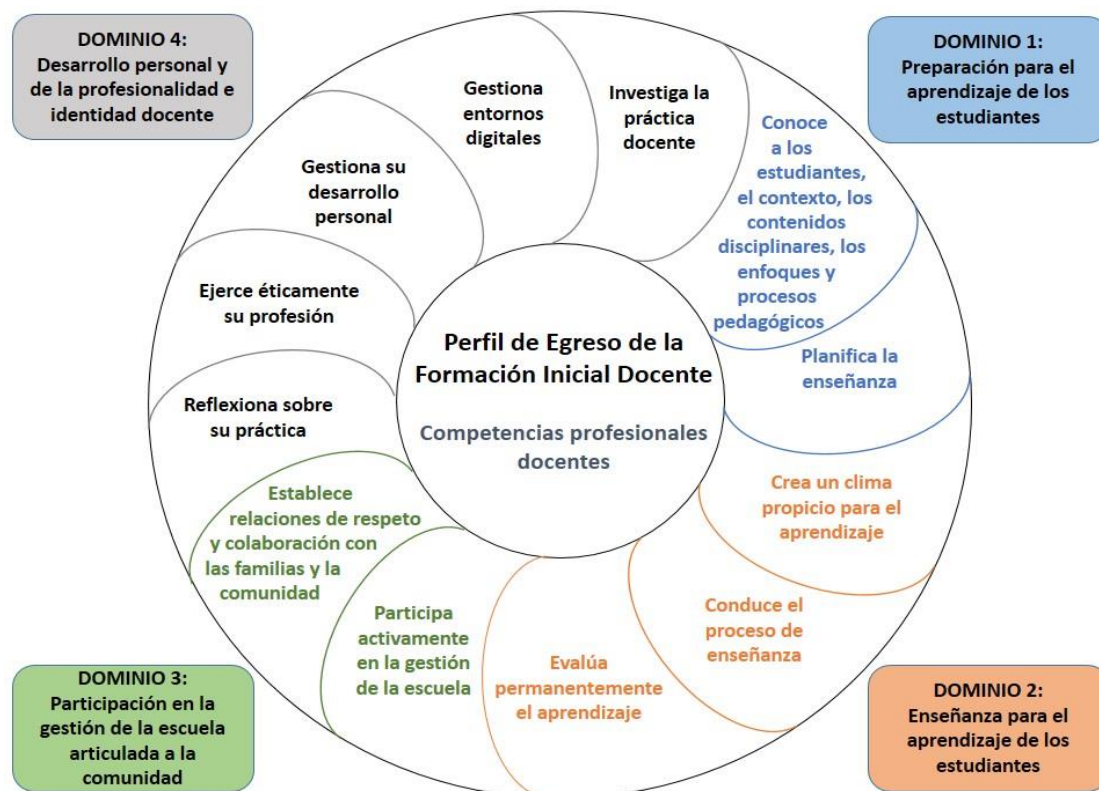 DOMINIO 4:
Desarrollo personal y
de la profesionalidad e
identidad docente
DOMINIO 1:
Preparación para el
aprendizaje de los
estudiantes
Gestiona
entornos
digitales
Investiga la
práctica
docente
Conoce
a los
estudiantes,
el contexto, los
contenidos
disciplinares, los
enfoques y
procesos
pedagógicos
Gestiona su
desarrollo
personal
Ejerce éticamente
su profesión
Reflexiona sobre
su práctica
Perfil de Egreso de la
Formación Inicial Docente
Competencias profesionales
docentes
Planifica la
enseñanza
Crea un clima
propicio para el
aprendizaje
Conduce el
proceso de
enseñanza
Evalúa
permanentemente
el aprendizaje
Participa
activamente
en la gestión
de la escuela
Establece
relaciones de respeto
y colaboración con
las familias y la
comunidad
DOMINIO 3:
Participación en la
gestión de la escuela
articulada a la
comunidad
DOMINIO 2:
Enseñanza para el
aprendizaje de los
estudiantes